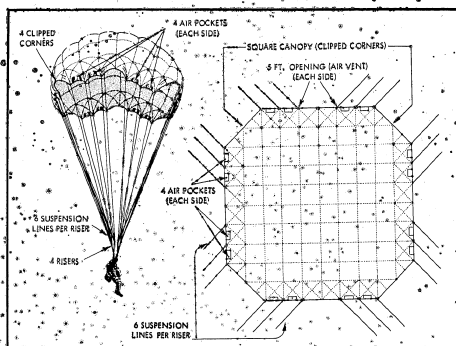 4 CLIPPED
CORNERS
4 AIR POCKETS
(EACH SIDE)
6 SUSPENSION
LINES PER RISER
4 RISERS
SQUARE CANOPY (CLIPPED CORNERS)
5 FT. OPENING (AIR VENT)
(EACH SIDE)
4 AIR POCKETS
(EACH SIDE)
6 SUSPENSION
LINES PER RISER